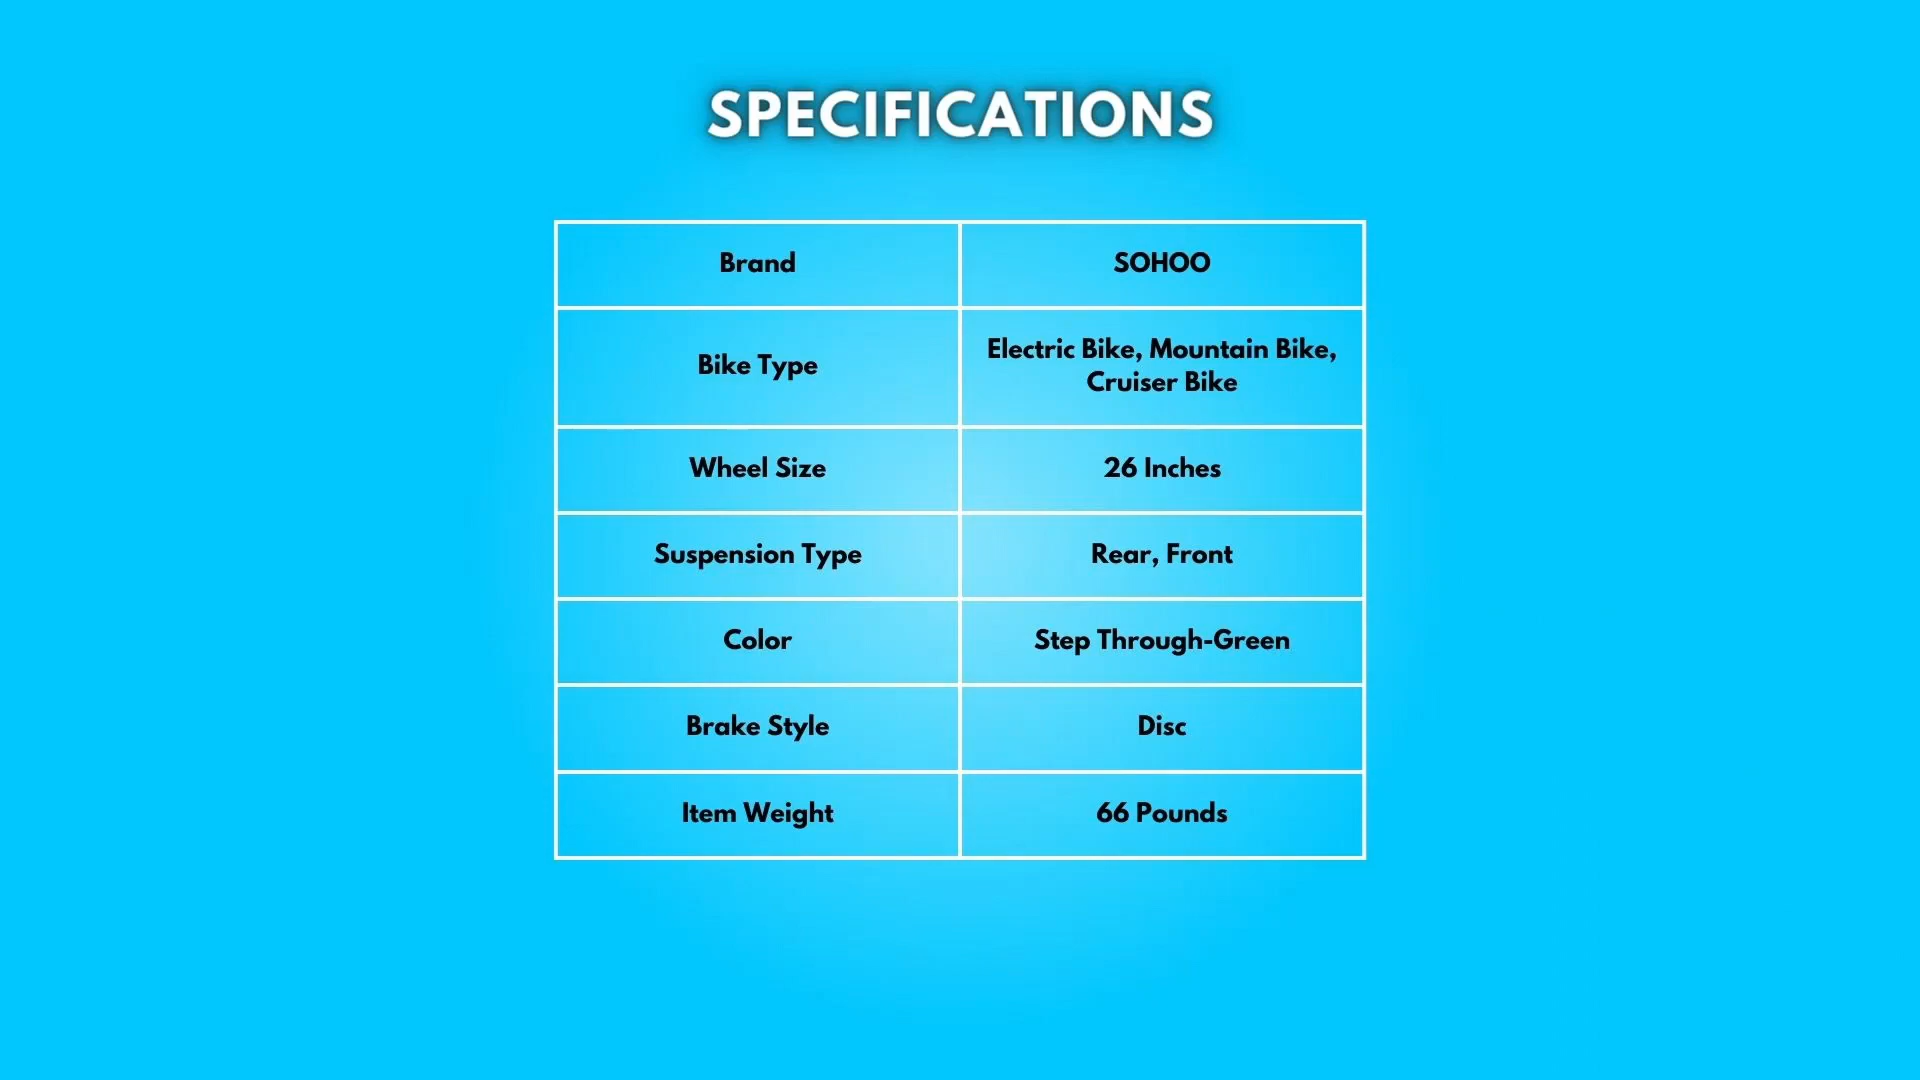 SPECIFICATIONS
Brand
SOHOO
Bike Type
Electric Bike, Mountain Bike,
Cruiser Bike
Wheel Size
26 Inches
Suspension Type
Rear, Front
Color
Step Through-Green
Brake Style
Disc
Item Weight
66 Pounds